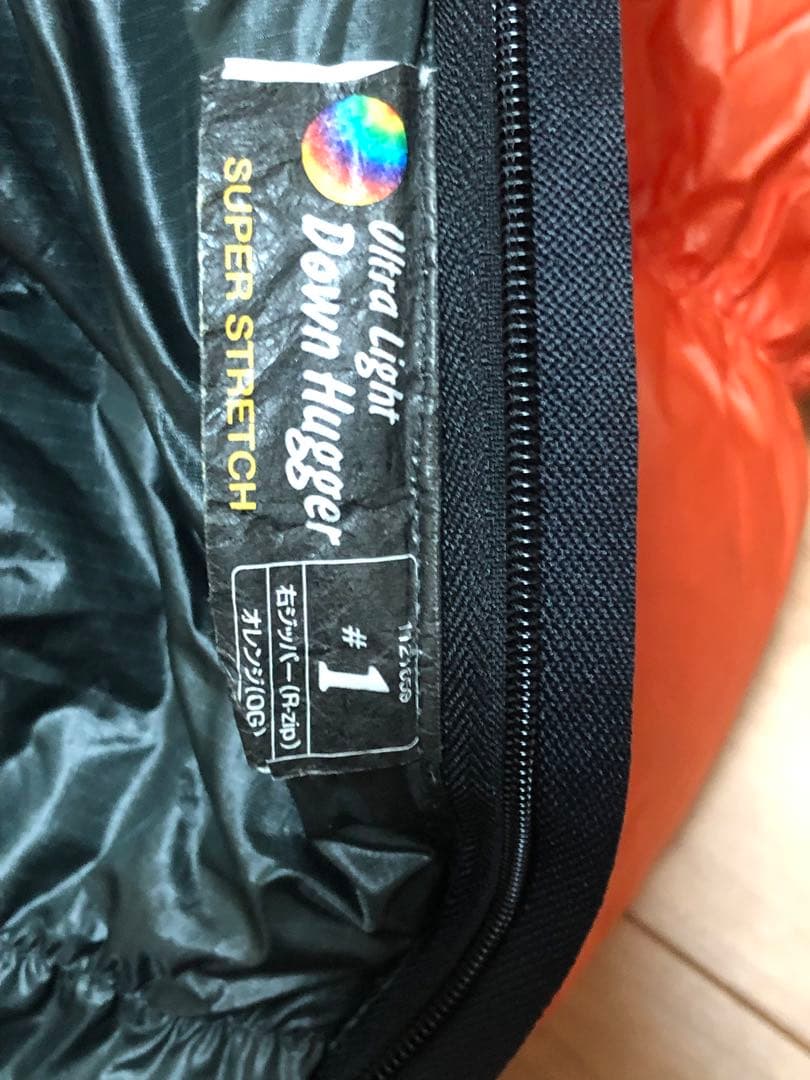 Ultra Light
Down Hugger
SUPER STRETCH
#1
右ジッパー(R-zip)
オレンジ(OG)